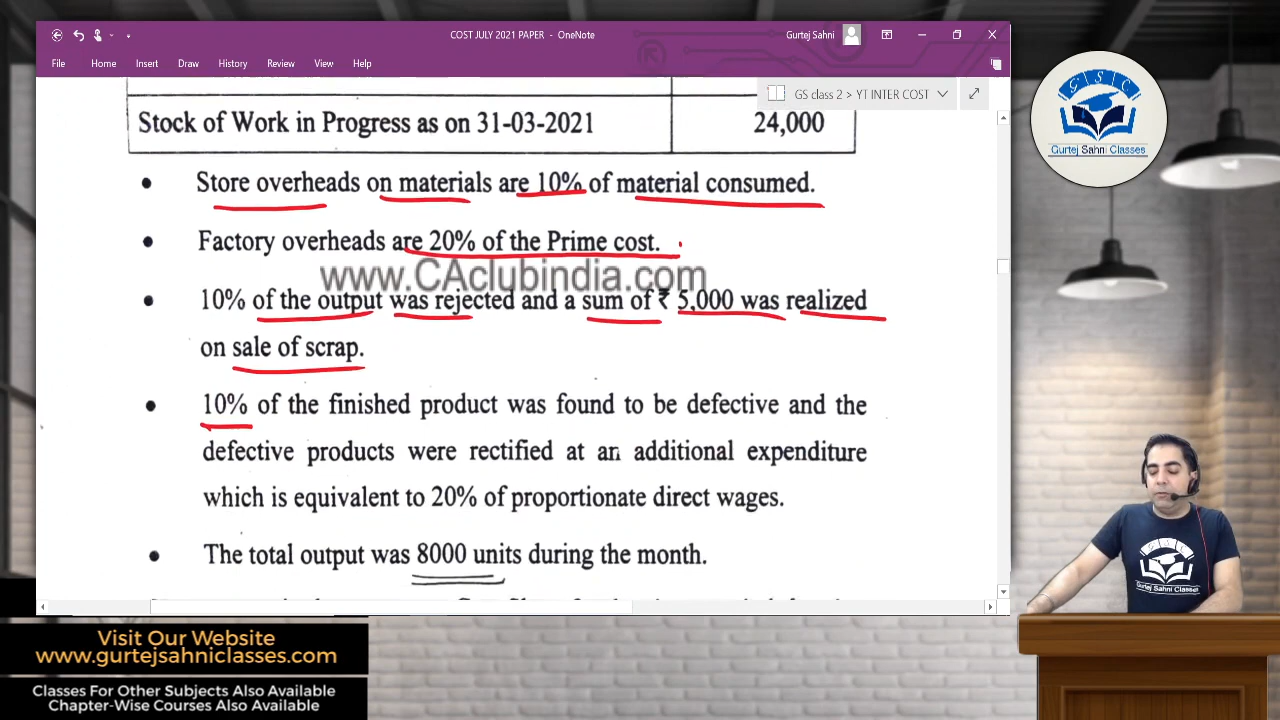 COST JULY 2021 PAPER - OneNote
Gurtej Sahni
File Home Insert Draw History Review View Help
GS class 2 > YT INTER COST
Stock of Work in Progress as on 31-03-2021 24,000
• Store overheads on materials are 10% of material consumed.
• Factory overheads are 20% of the Prime cost.
www.CAclubindia.com
• 10% of the output was rejected and a sum of ₹ 5,000 was realized
on sale of scrap.
• 10% of the finished product was found to be defective and the
defective products were rectified at an additional expenditure
which is equivalent to 20% of proportionate direct wages.
• The total output was 8000 units during the month.
GSC
Gurtej Sahni Classes
Visit Our Website
www.gurtejsahniclasses.com
Classes For Other Subjects Also Available
Chapter-Wise Courses Also Available